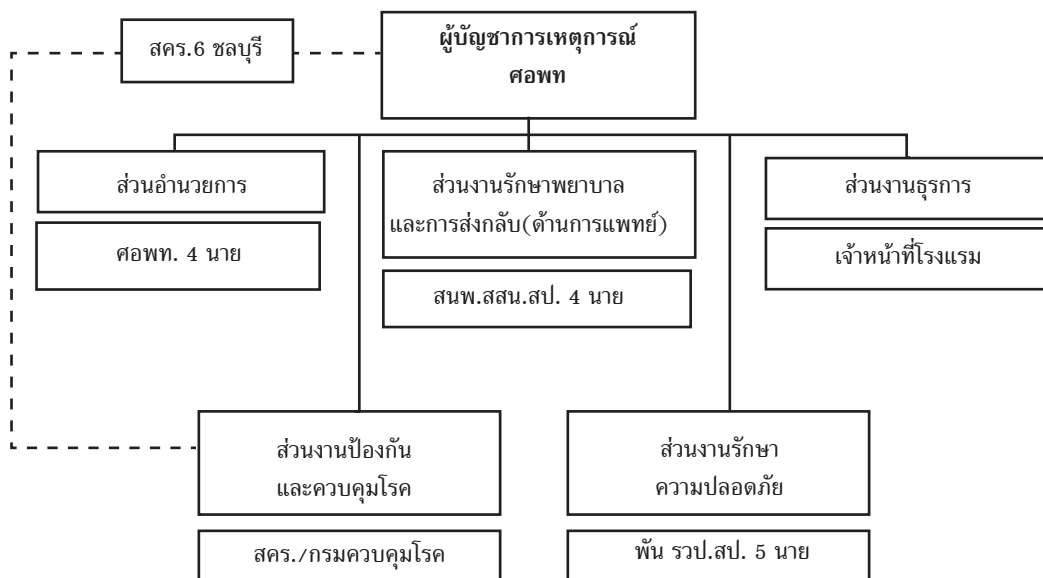 สคร.6 ชลบุรี
ผู้บัญชาการเหตุการณ์
ศอพท
ส่วนอำนวยการ
ศอพท. 4 นาย
ส่วนงานรักษาพยาบาล
และการส่งกลับ(ด้านการแพทย์)
สนพ.สสน.สป. 4 นาย
ส่วนงานธุรการ
เจ้าหน้าที่โรงแรม
ส่วนงานป้องกัน
และควบคุมโรค
สคร./กรมควบคุมโรค
ส่วนงานรักษา
ความปลอดภัย
พัน รวป.สป. 5 นาย